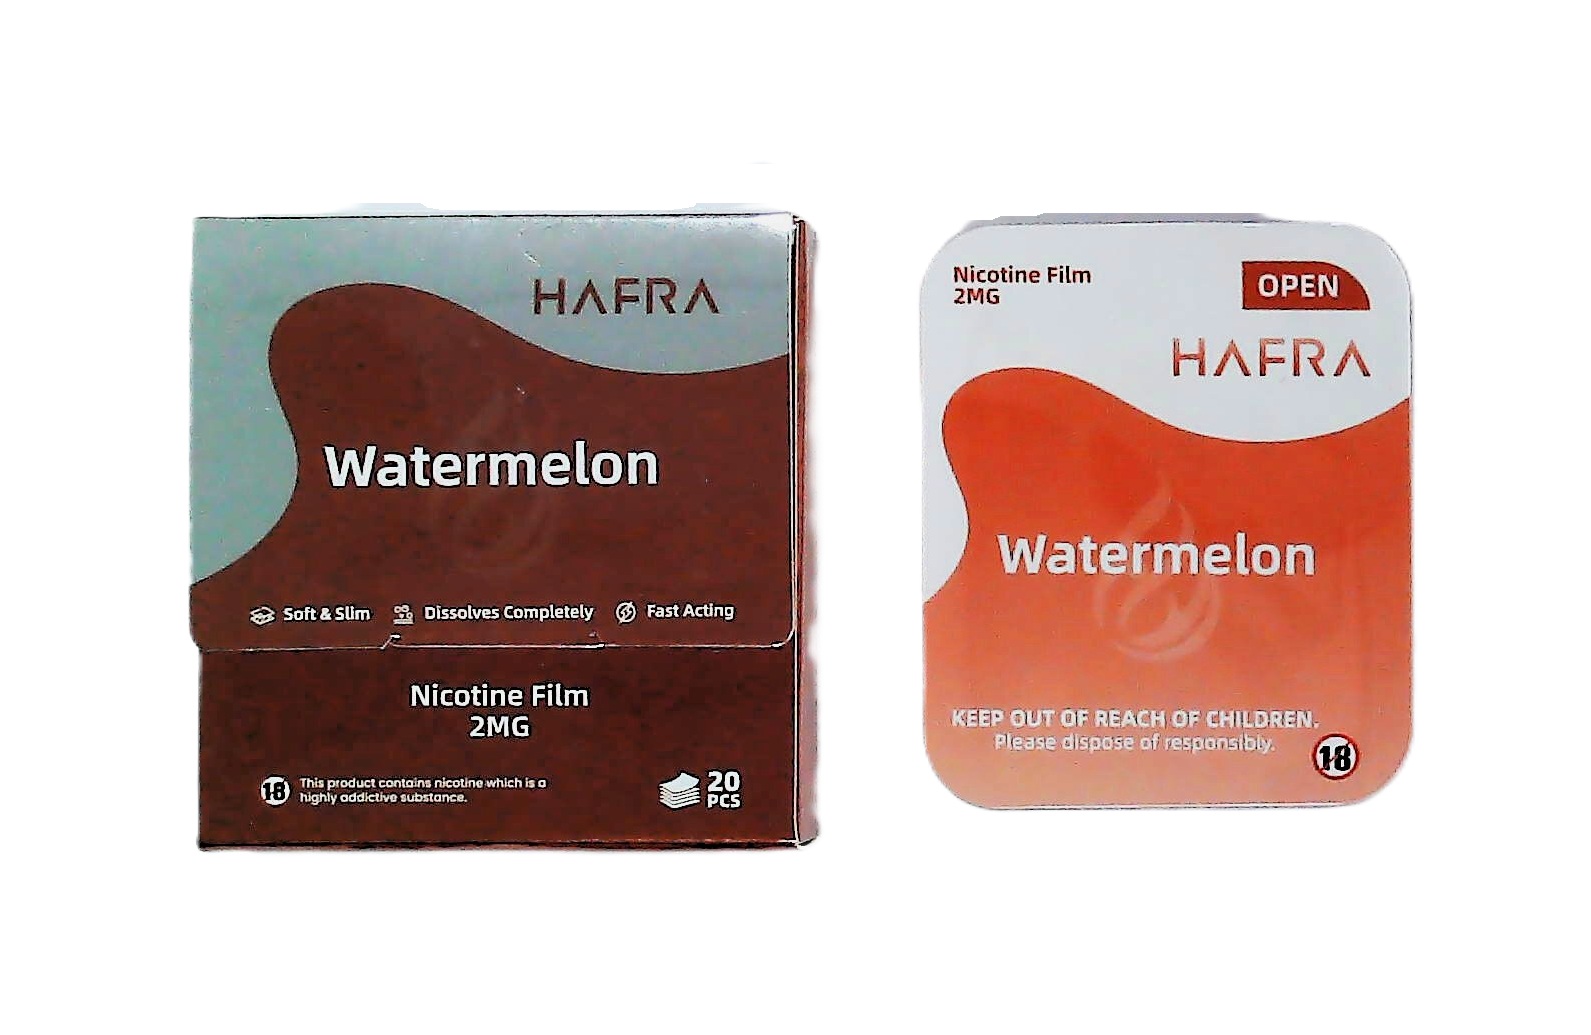 HAFRA
Watermelon
Soft & Slim
Dissolves Completely
Fast Acting
Nicotine Film
2MG
18
This product contains nicotine which is a
highly addictive substance.
20
PCS
Nicotine Film
2MG
OPEN
HAFRA
Watermelon
KEEP OUT OF REACH OF CHILDREN.
Please dispose of responsibly.
18